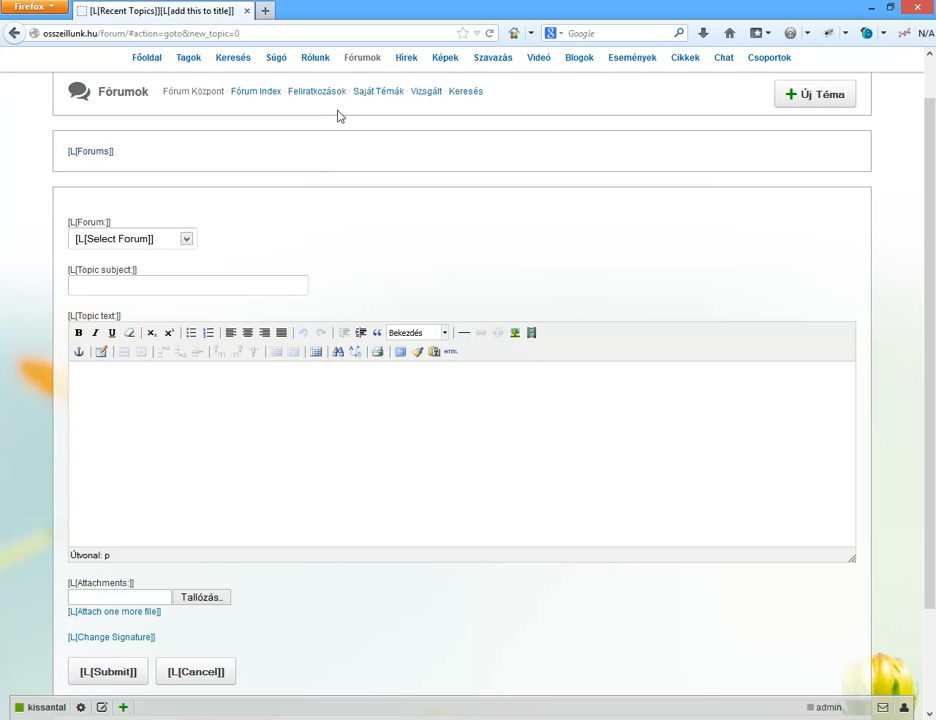 Firefox
[L[Recent Topics]][L[add this to title]]
osszeillunk.hu/forum/#action=goto&new_topic=0
Google
N/A
Főoldal Tagok Keresés Súgó Rólunk Fórumok Hírek Képek Szavazás Videó Blogok Események Cikkek Chat Csoportok
Fórumok Fórum Központ · Fórum Index · Feliratkozások · Saját Témák · Vizsgált · Keresés
Új Téma
[L[Forums]]
[L[Forum:]]
[L[Select Forum]]
[L[Topic subject:]]
[L[Topic text:]]
B I U x₂ x² Bekezdés
HTML
Útvonal: p
[L[Attachments:]]
Tallózás..
[L[Attach one more file]]
[L[Change Signature]]
[L[Submit]] [L[Cancel]]
kissantal admin